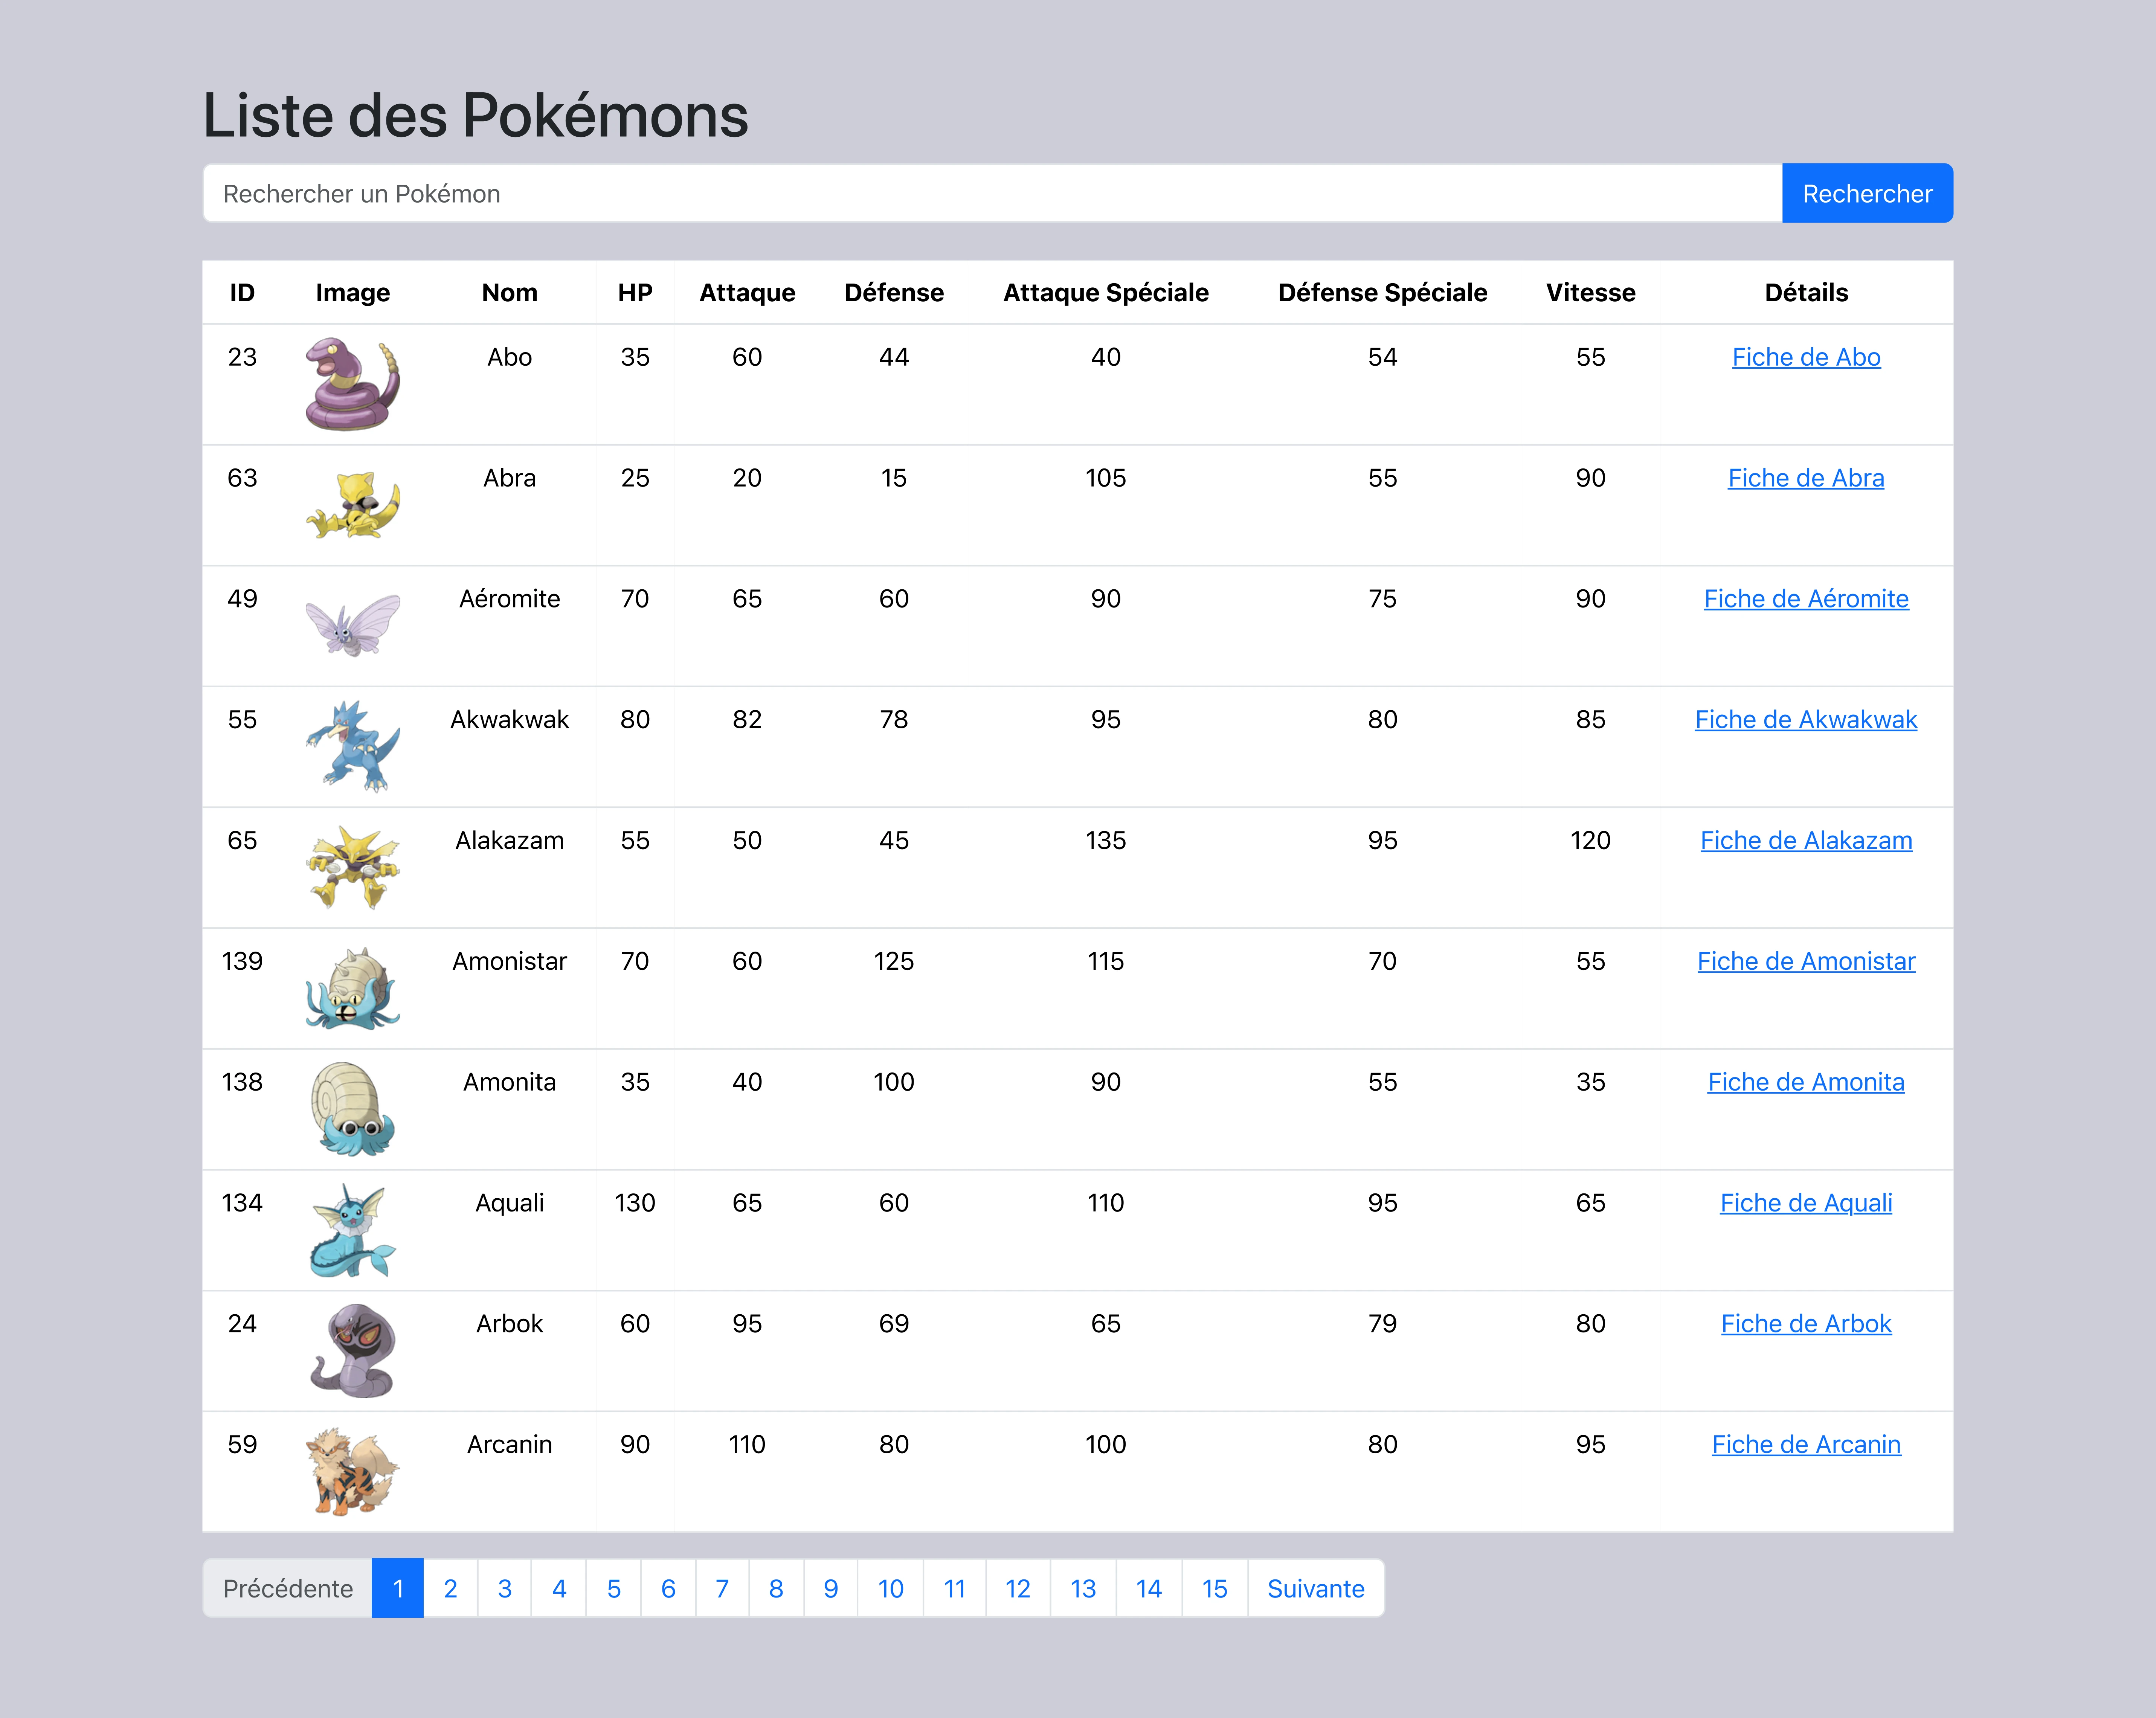 Liste des Pokémons
Rechercher un Pokémon Rechercher
ID Image Nom HP Attaque Défense Attaque Spéciale Défense Spéciale Vitesse Détails
23 Abo 35 60 44 40 54 55 Fiche de Abo
63 Abra 25 20 15 105 55 90 Fiche de Abra
49 Aéromite 70 65 60 90 75 90 Fiche de Aéromite
55 Akwakwak 80 82 78 95 80 85 Fiche de Akwakwak
65 Alakazam 55 50 45 135 95 120 Fiche de Alakazam
139 Amonistar 70 60 125 115 70 55 Fiche de Amonistar
138 Amonita 35 40 100 90 55 35 Fiche de Amonita
134 Aquali 130 65 60 110 95 65 Fiche de Aquali
24 Arbok 60 95 69 65 79 80 Fiche de Arbok
59 Arcanin 90 110 80 100 80 95 Fiche de Arcanin
Précédente 1 2 3 4 5 6 7 8 9 10 11 12 13 14 15 Suivante